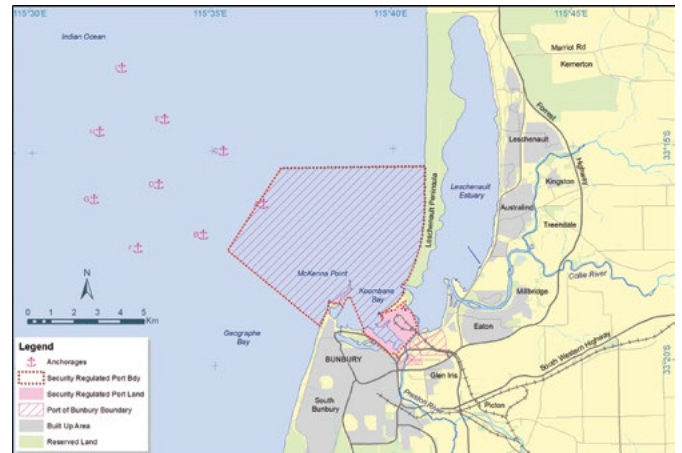 115°30'E
115°35'E
115°40'E
115°45'E
Indian Ocean
Marriot Rd
Kemerton
Forrest
Highway
33°15'S
Leschenault
Kingston
Leschenault
Estuary
Leschenault Peninsula
Australind
Treendale
McKenna Point
Koombana
Bay
Collie River
Millbridge
Eaton
N
0 1 2 3 4 5
Km
Geographe
Bay
South Western Highway
33°20'S
BUNBURY
Glen Iris
South
Bunbury
Preston River
Picton
Legend
Anchorages
Security Regulated Port Bdy
Security Regulated Port Land
Port of Bunbury Boundary
Built Up Area
Reserved Land